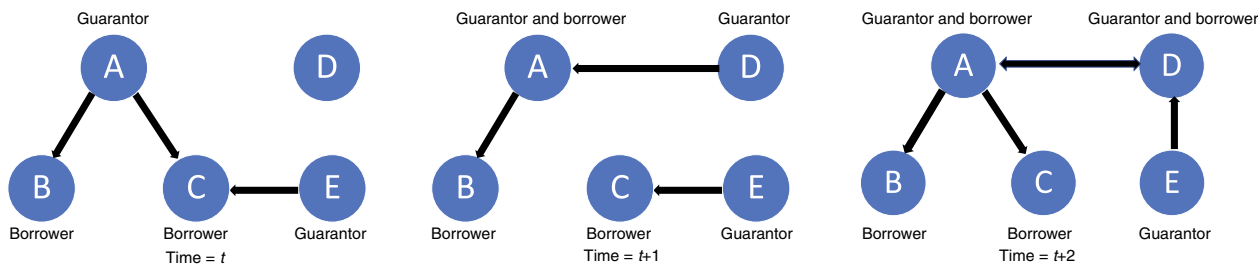 Guarantor
A
D
B
C
E
Borrower
Borrower
Guarantor
Time = t
Guarantor and borrower
Guarantor
A
D
B
C
E
Borrower
Borrower
Guarantor
Time = t+1
Guarantor and borrower
Guarantor and borrower
A
D
B
C
E
Borrower
Borrower
Guarantor
Time = t+2